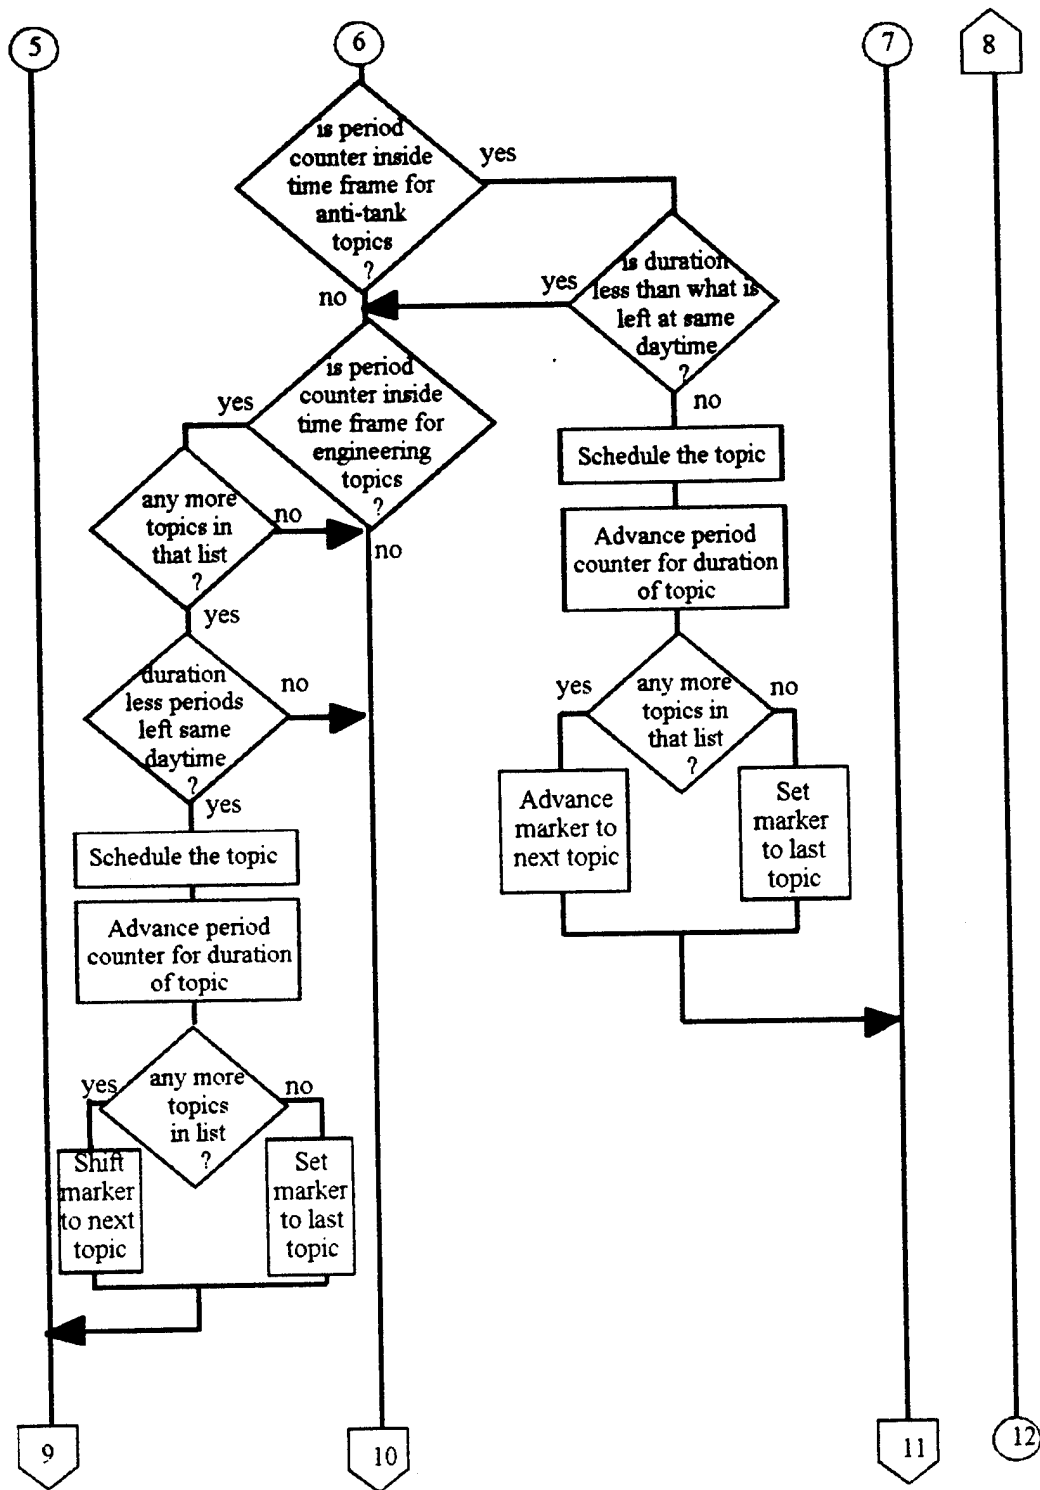 5
6
7
8
is period
counter inside
time frame for
anti-tank
topics
?
yes
no
is duration
less than what is
left at same
daytime
?
yes
no
is period
counter inside
time frame for
engineering
topics
?
yes
no
any more
topics in
that list
?
no
yes
duration
less periods
left same
daytime
?
no
yes
Schedule the topic
Advance period
counter for duration
of topic
any more
topics
in list
?
yes
no
Shift
marker
to next
topic
Set
marker
to last
topic
Schedule the topic
Advance period
counter for duration
of topic
any more
topics in
that list
?
yes
no
Advance
marker to
next topic
Set
marker
to last
topic
9
10
11
12